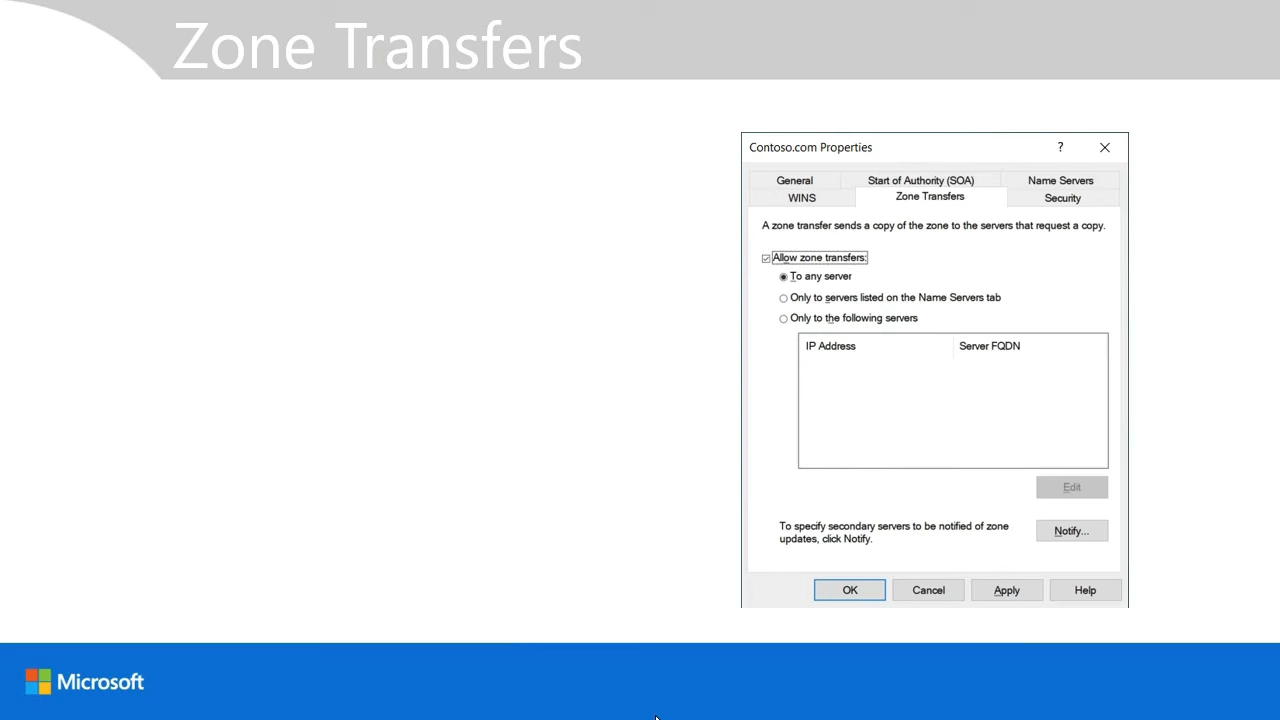 Zone Transfers
Contoso.com Properties ?
General Start of Authority (SOA) Name Servers
WINS Zone Transfers Security
A zone transfer sends a copy of the zone to the servers that request a copy.
Allow zone transfers:
To any server
Only to servers listed on the Name Servers tab
Only to the following servers
IP Address Server FQDN
Edit
To specify secondary servers to be notified of zone
updates, click Notify.
Notify...
OK Cancel Apply Help
Microsoft